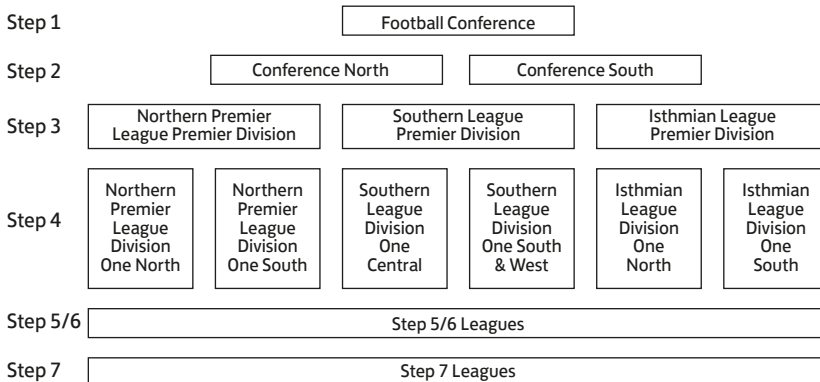 Step 1
Football Conference
Step 2
Conference North
Conference South
Step 3
Northern Premier
League Premier Division
Southern League
Premier Division
Isthmian League
Premier Division
Step 4
Northern
Premier
League
Division
One North
Northern
Premier
League
Division
One South
Southern
League
Division
One
Central
Southern
League
Division
One South
& West
Isthmian
League
Division
One
North
Isthmian
League
Division
One
South
Step 5/6
Step 5/6 Leagues
Step 7
Step 7 Leagues